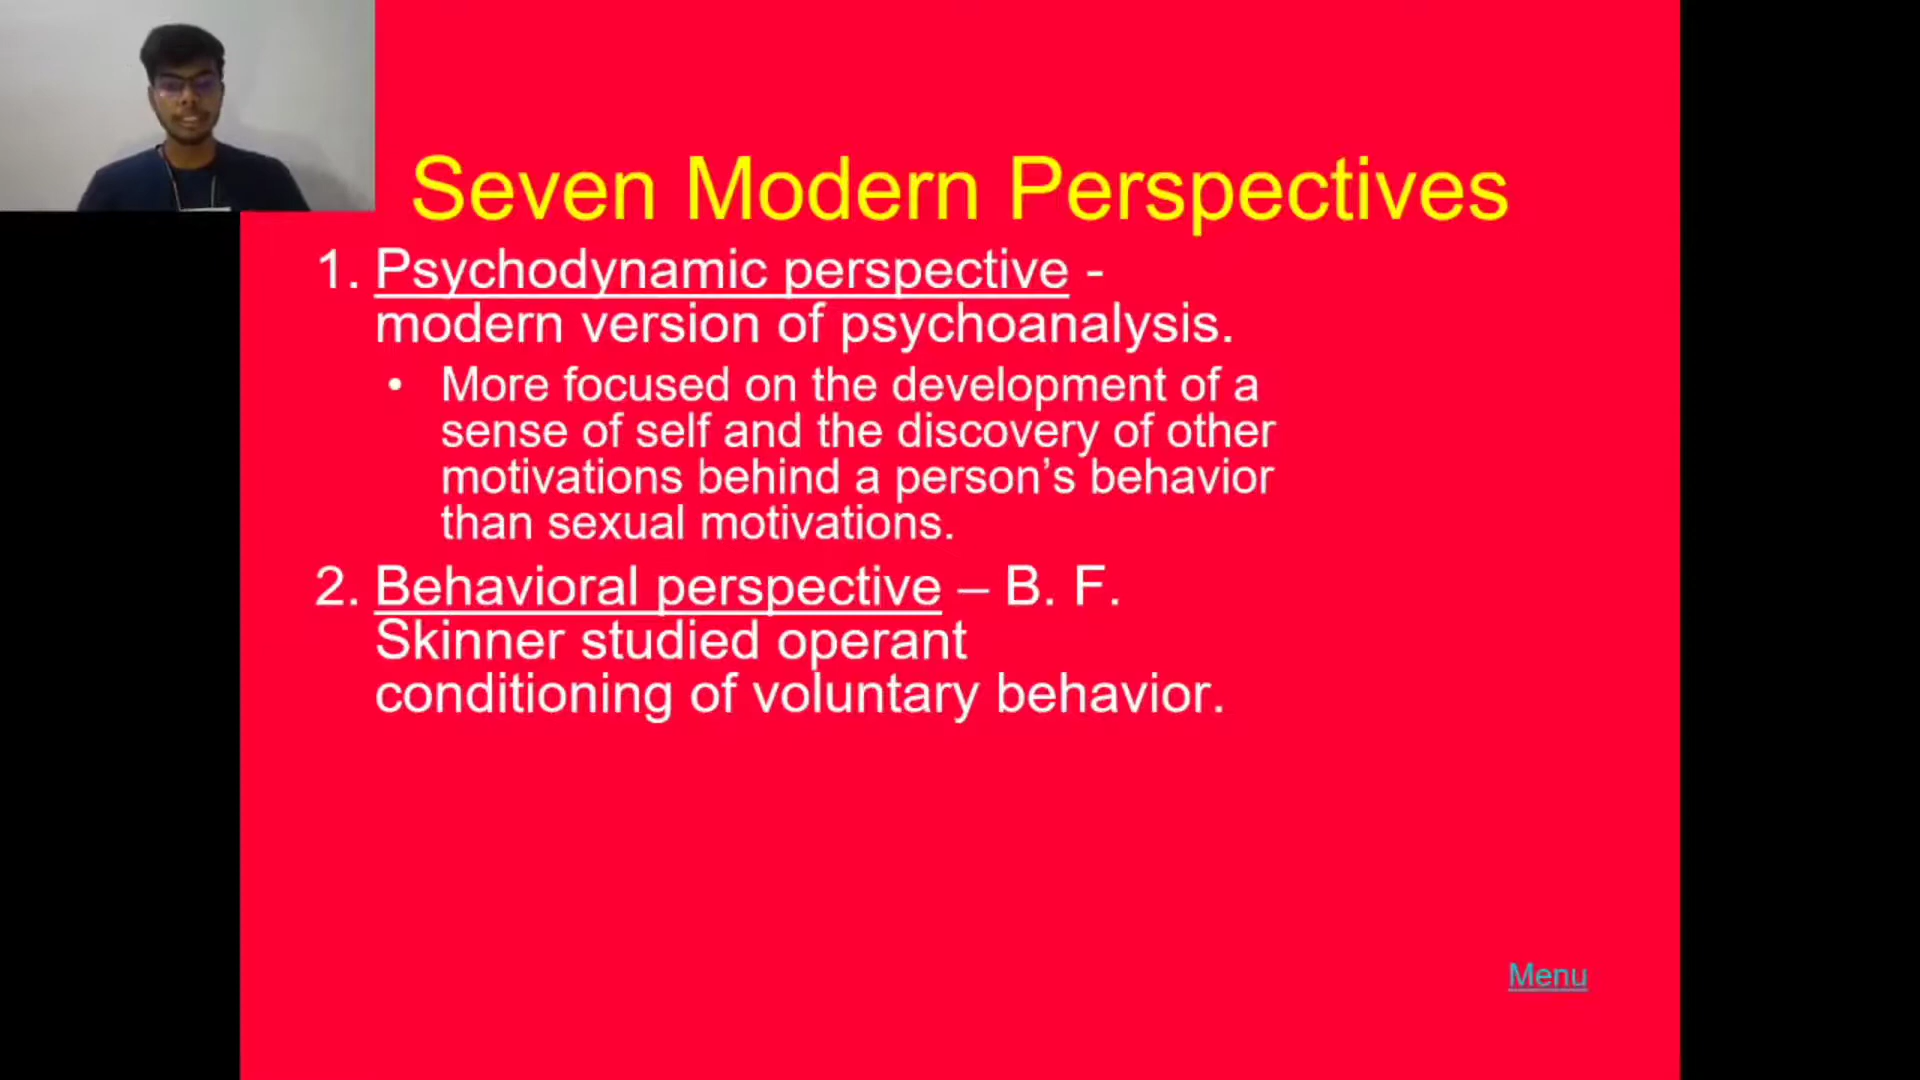 Seven Modern Perspectives
1. Psychodynamic perspective -
modern version of psychoanalysis.
• More focused on the development of a
sense of self and the discovery of other
motivations behind a person’s behavior
than sexual motivations.
2. Behavioral perspective – B. F.
Skinner studied operant
conditioning of voluntary behavior.
Menu